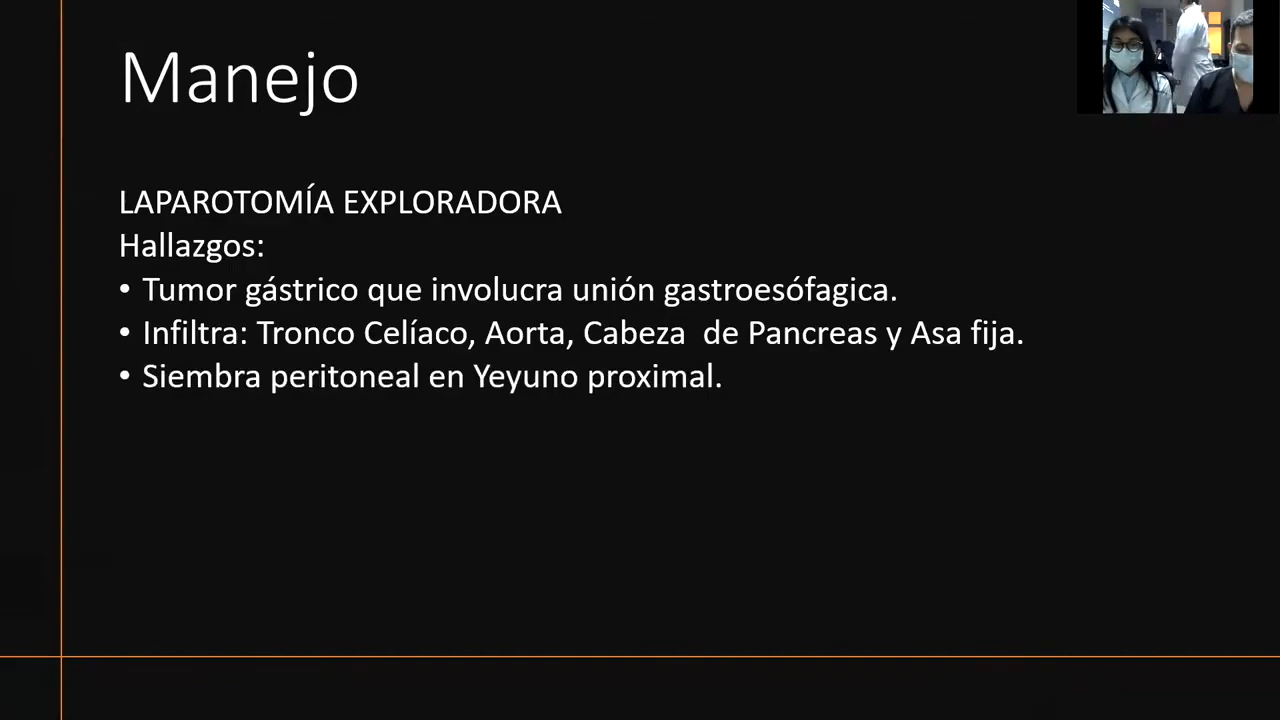 Manejo
LAPAROTOMÍA EXPLORADORA
Hallazgos:
• Tumor gástrico que involucra unión gastroesófagica.
• Infiltra: Tronco Celíaco, Aorta, Cabeza  de Pancreas y Asa fija.
• Siembra peritoneal en Yeyuno proximal.